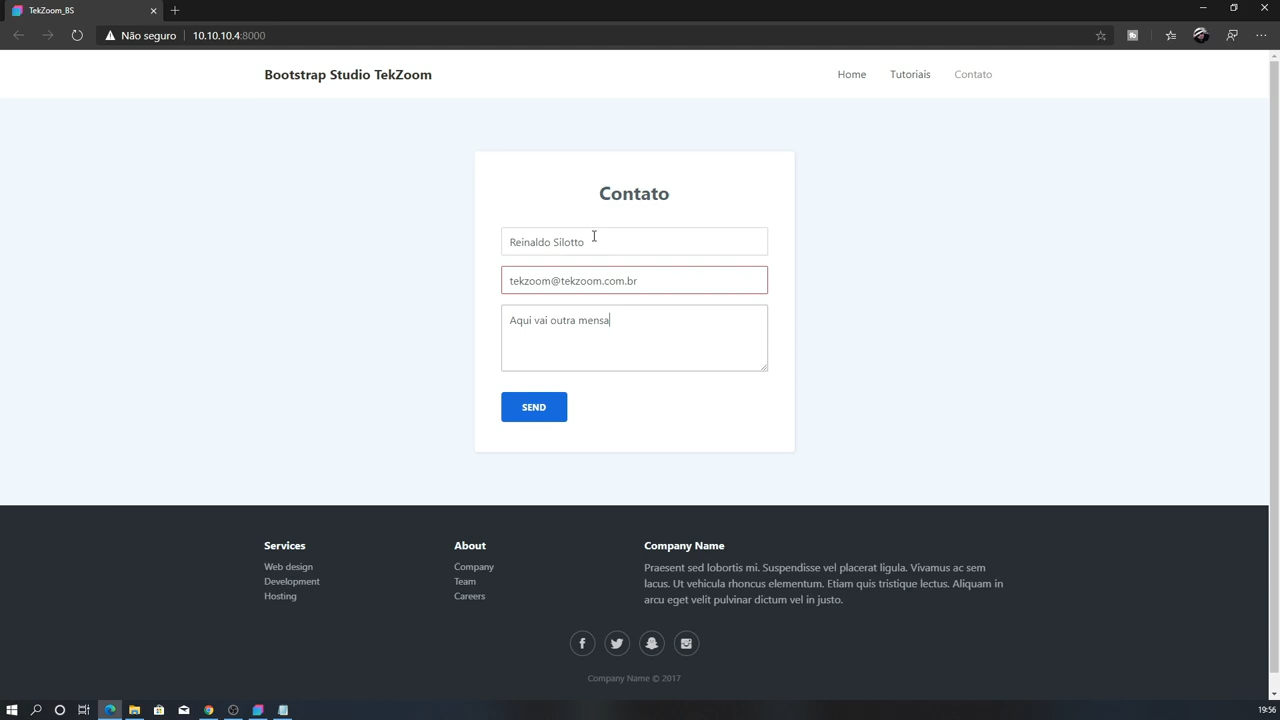 TekZoom_BS
Não seguro
10.10.10.4:8000
Bootstrap Studio TekZoom
Home
Tutoriais
Contato
Contato
Reinaldo Silotto
tekzoom@tekzoom.com.br
Aqui vai outra mensa
SEND
Services
Web design
Development
Hosting
About
Company
Team
Careers
Company Name
Praesent sed lobortis mi. Suspendisse vel placerat ligula. Vivamus ac sem
lacus. Ut vehicula rhoncus elementum. Etiam quis tristique lectus. Aliquam in
arcu eget velit pulvinar dictum vel in justo.
Company Name © 2017
19:56